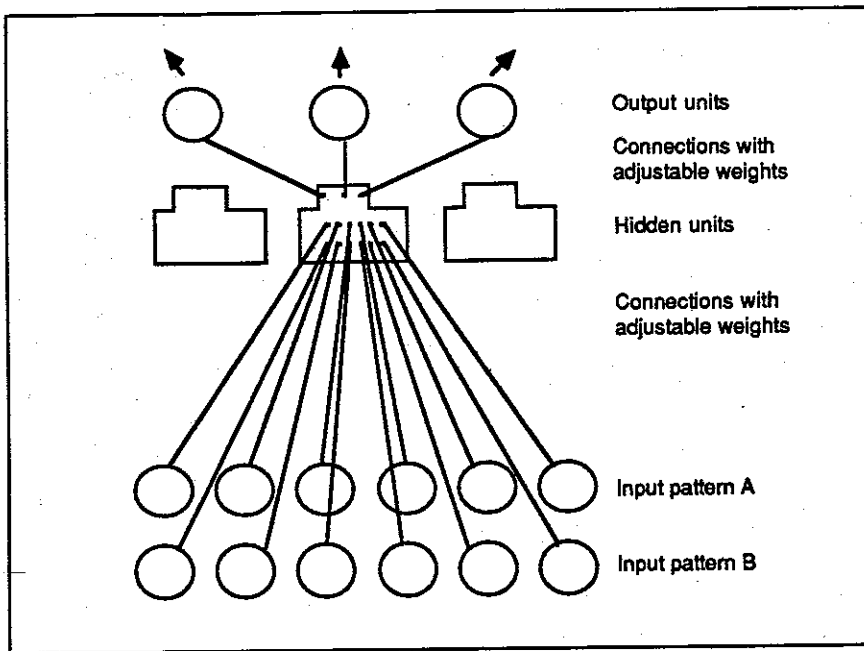 Output units
Connections with
adjustable weights
Hidden units
Connections with
adjustable weights
Input pattern A
Input pattern B